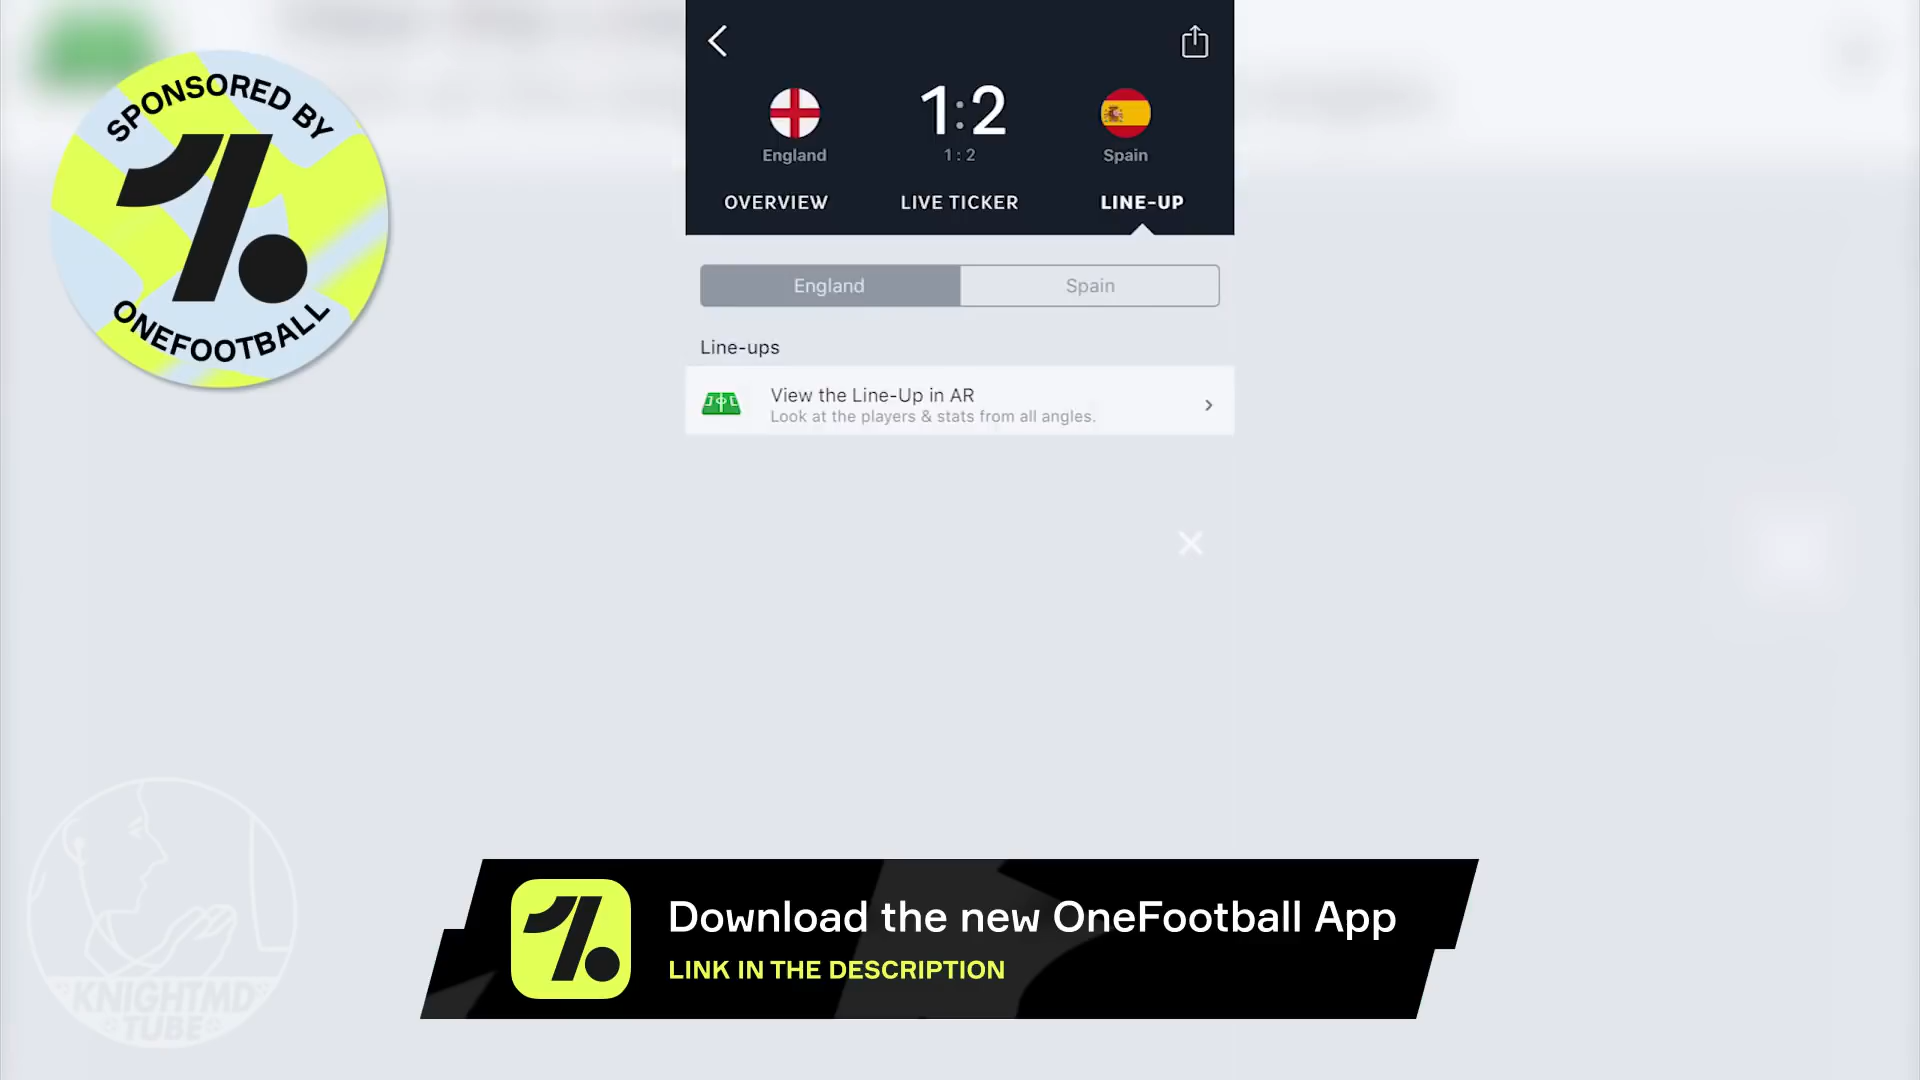 SPONSORED BY
ONEFOOTBALL
1:2
England
1 : 2
Spain
OVERVIEW
LIVE TICKER
LINE-UP
England
Spain
Line-ups
View the Line-Up in AR
Look at the players & stats from all angles.
Download the new OneFootball App
LINK IN THE DESCRIPTION
KNIGHTMD
TUBE